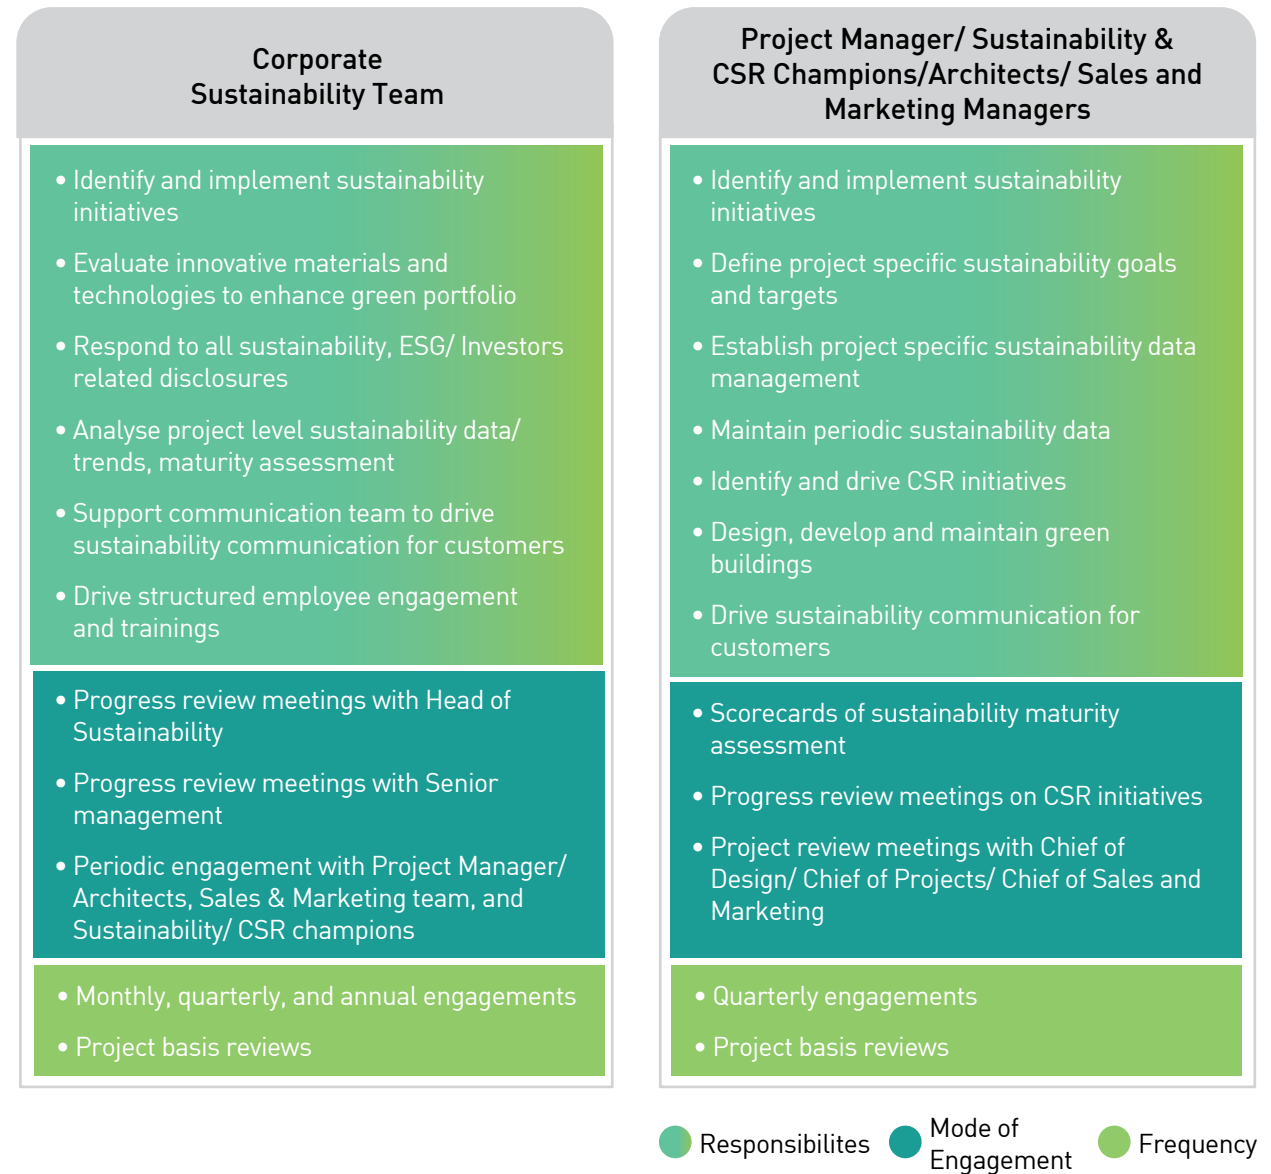 Corporate
Sustainability Team
• Identify and implement sustainability
initiatives
• Evaluate innovative materials and
technologies to enhance green portfolio
• Respond to all sustainability, ESG/ Investors
related disclosures
• Analyse project level sustainability data/
trends, maturity assessment
• Support communication team to drive
sustainability communication for customers
• Drive structured employee engagement
and trainings
• Progress review meetings with Head of
Sustainability
• Progress review meetings with Senior
management
• Periodic engagement with Project Manager/
Architects, Sales & Marketing team, and
Sustainability/ CSR champions
• Monthly, quarterly, and annual engagements
• Project basis reviews
Project Manager/ Sustainability &
CSR Champions/Architects/ Sales and
Marketing Managers
• Identify and implement sustainability
initiatives
• Define project specific sustainability goals
and targets
• Establish project specific sustainability data
management
• Maintain periodic sustainability data
• Identify and drive CSR initiatives
• Design, develop and maintain green
buildings
• Drive sustainability communication for
customers
• Scorecards of sustainability maturity
assessment
• Progress review meetings on CSR initiatives
• Project review meetings with Chief of
Design/ Chief of Projects/ Chief of Sales and
Marketing
• Quarterly engagements
• Project basis reviews
Responsibilites
Mode of
Engagement
Frequency